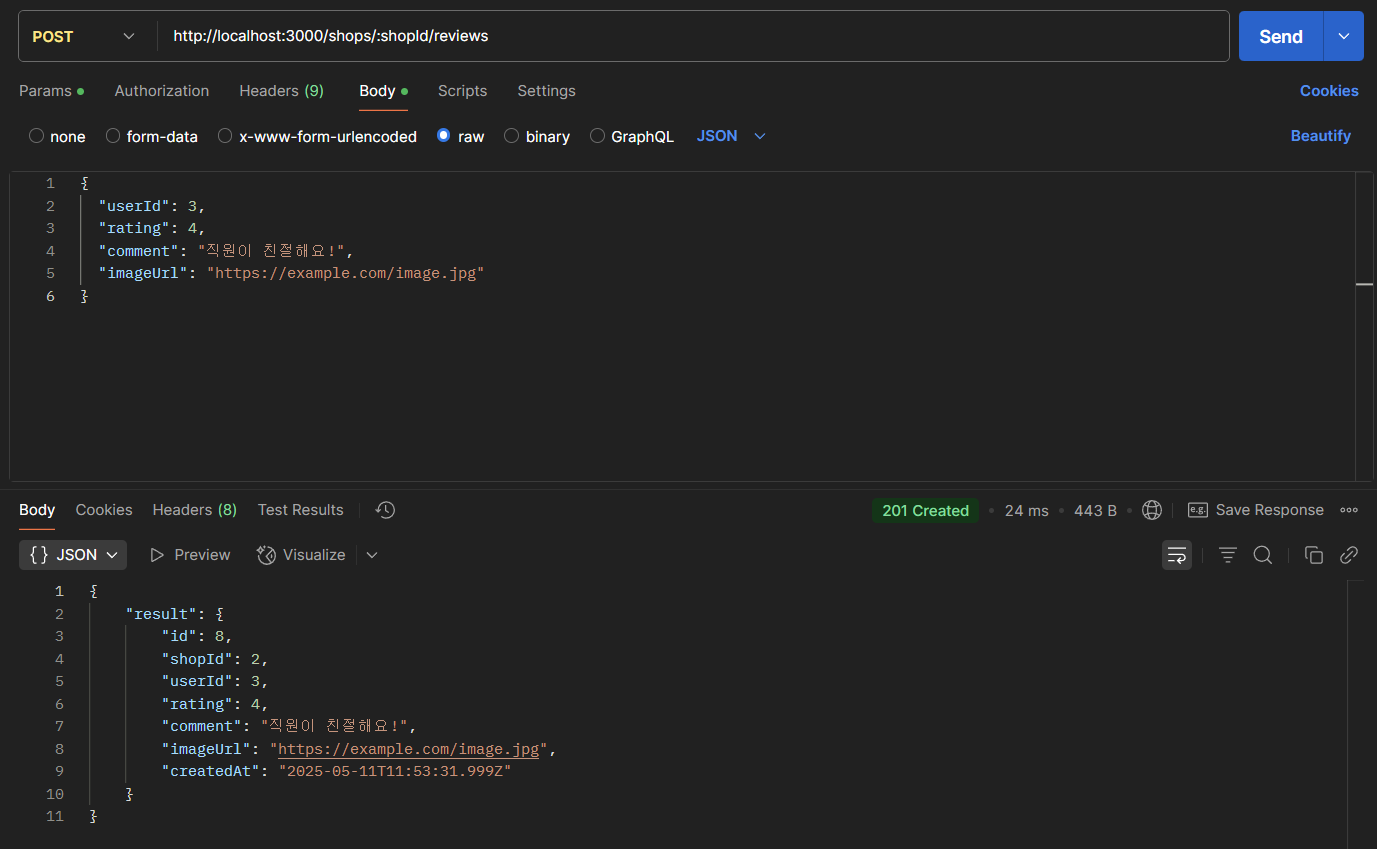 POST http://localhost:3000/shops/:shopId/reviews Send
Params Authorization Headers (9) Body Scripts Settings Cookies
none form-data x-www-form-urlencoded raw binary GraphQL JSON Beautify
1 {
2 "userId": 3,
3 "rating": 4,
4 "comment": "직원이 친절해요!",
5 "imageUrl": "https://example.com/image.jpg"
6 }
Body Cookies Headers (8) Test Results 201 Created 24 ms 443 B e.g. Save Response
{} JSON Preview Visualize
1 {
2 "result": {
3 "id": 8,
4 "shopId": 2,
5 "userId": 3,
6 "rating": 4,
7 "comment": "직원이 친절해요!",
8 "imageUrl": "https://example.com/image.jpg",
9 "createdAt": "2025-05-11T11:53:31.999Z"
10 }
11 }